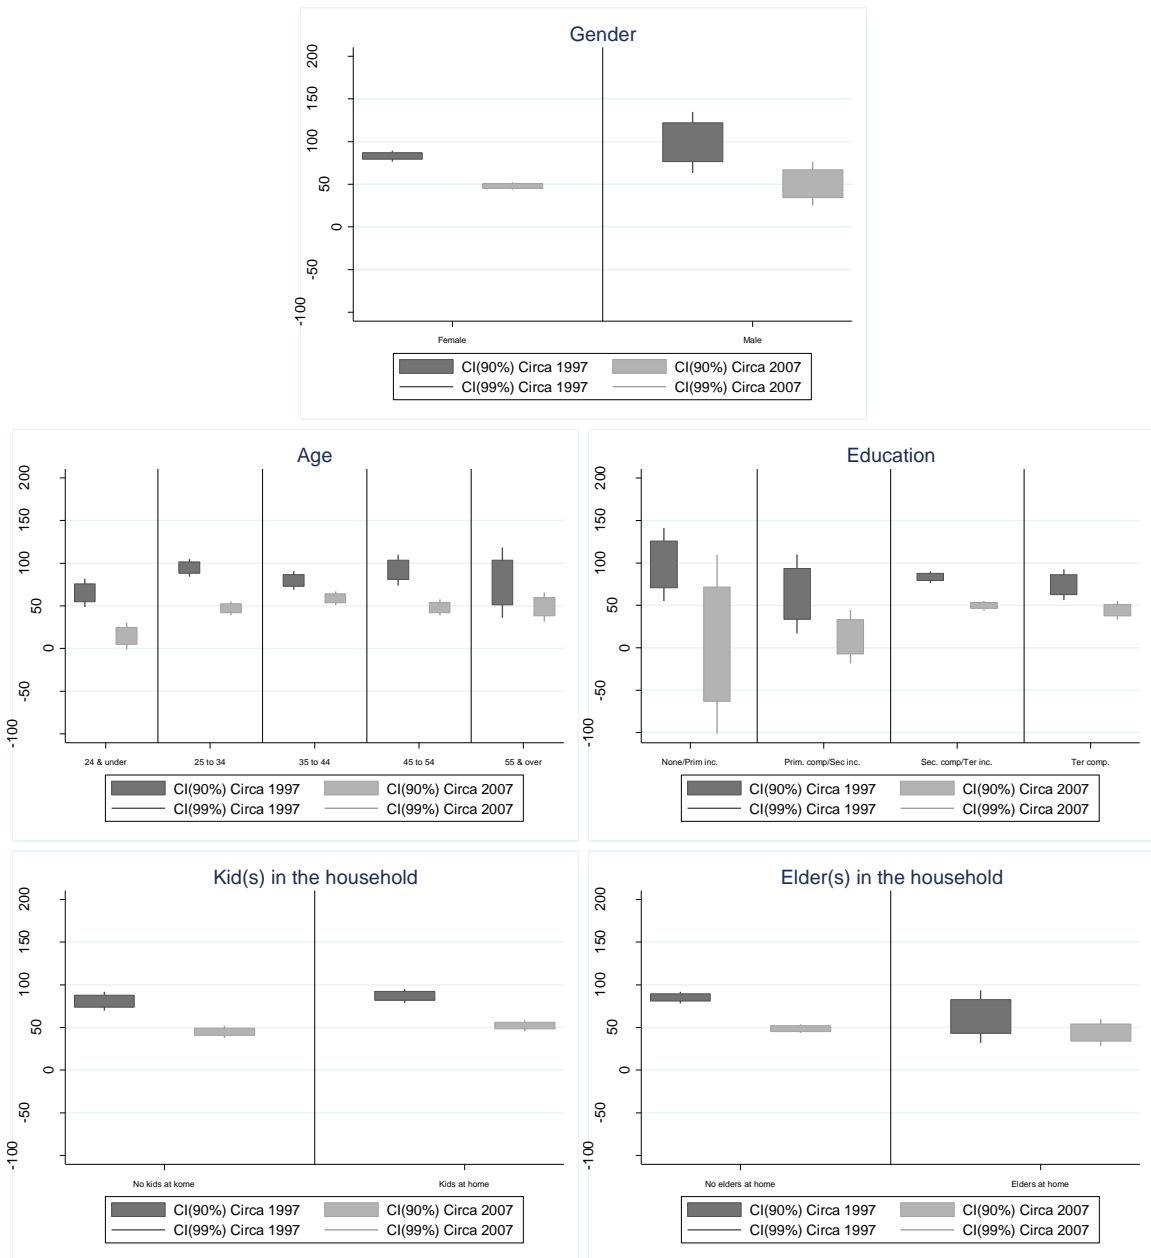 Gender
200
150
100
50
0
-50
-100
Female Male
CI(90%) Circa 1997 CI(90%) Circa 2007
CI(99%) Circa 1997 CI(99%) Circa 2007
Age
200
150
100
50
0
-50
-100
24 & under 25 to 34 35 to 44 45 to 54 55 & over
CI(90%) Circa 1997 CI(90%) Circa 2007
CI(99%) Circa 1997 CI(99%) Circa 2007
Education
200
150
100
50
0
-50
-100
None/Prim inc. Prim. comp/Sec inc. Sec. comp/Ter inc. Ter comp.
CI(90%) Circa 1997 CI(90%) Circa 2007
CI(99%) Circa 1997 CI(99%) Circa 2007
Kid(s) in the household
200
150
100
50
0
-50
-100
No kids at kome Kids at home
CI(90%) Circa 1997 CI(90%) Circa 2007
CI(99%) Circa 1997 CI(99%) Circa 2007
Elder(s) in the household
200
150
100
50
0
-50
-100
No elders at home Elders at home
CI(90%) Circa 1997 CI(90%) Circa 2007
CI(99%) Circa 1997 CI(99%) Circa 2007